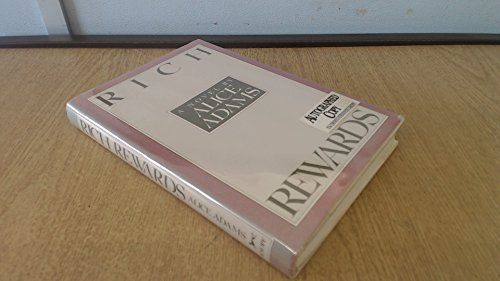 RICH
A NOVEL BY
ALICE
ADAMS
AUTOGRAPHED
COPY
REWARDS
RICH REWARDS ALICE ADAMS